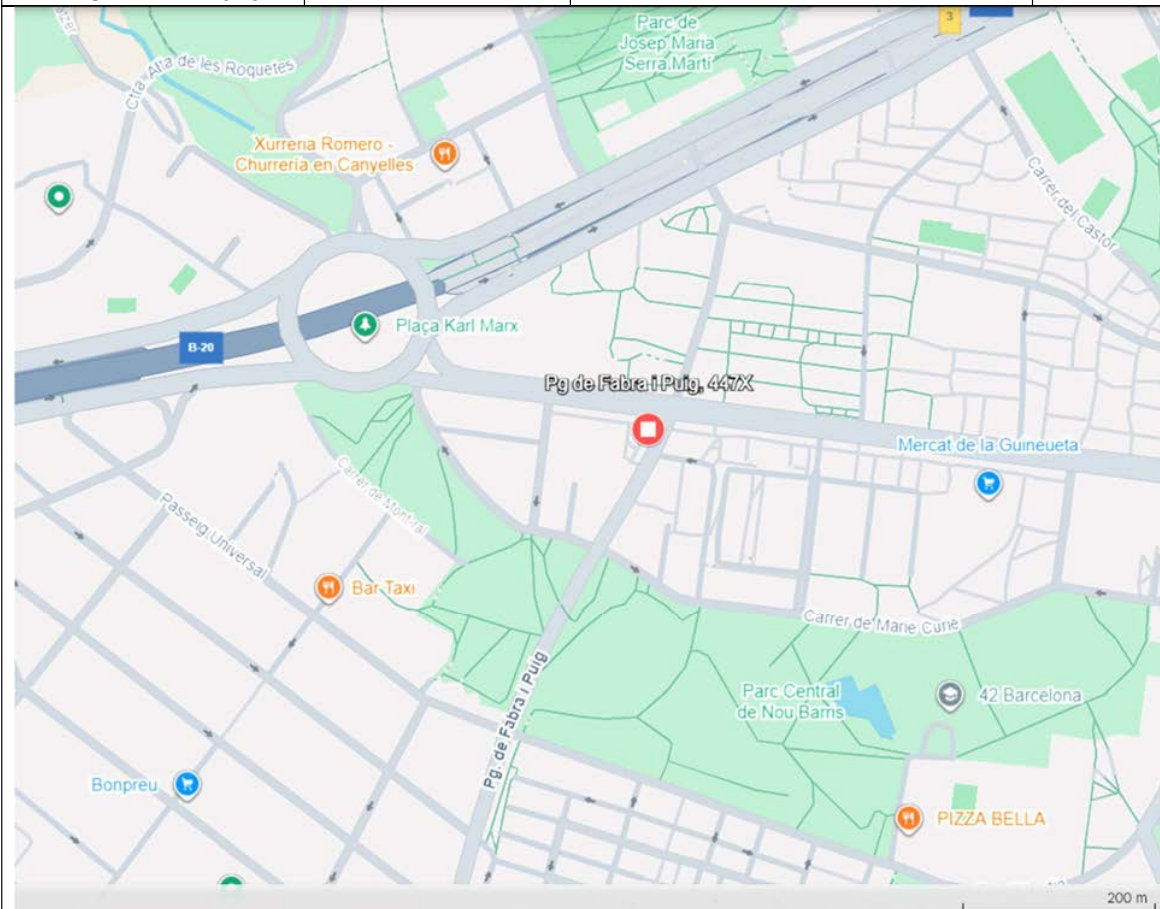 3
Parc de
Josep Maria
Serra Martí
Ctra. Alta de les Roquetes
Xurreria Romero -
Churrería en Canyelles
Carrer del Castor
Plaça Karl Marx
B-20
Pg de Fabra i Puig, 447X
Mercat de la Guineueta
Carrer de Mont-ral
Passeig Universal
Bar Taxi
Carrer de Marie Curie
Pg. de Fabra i Puig
Parc Central
de Nou Barris
42 Barcelona
Bonpreu
PIZZA BELLA
200 m